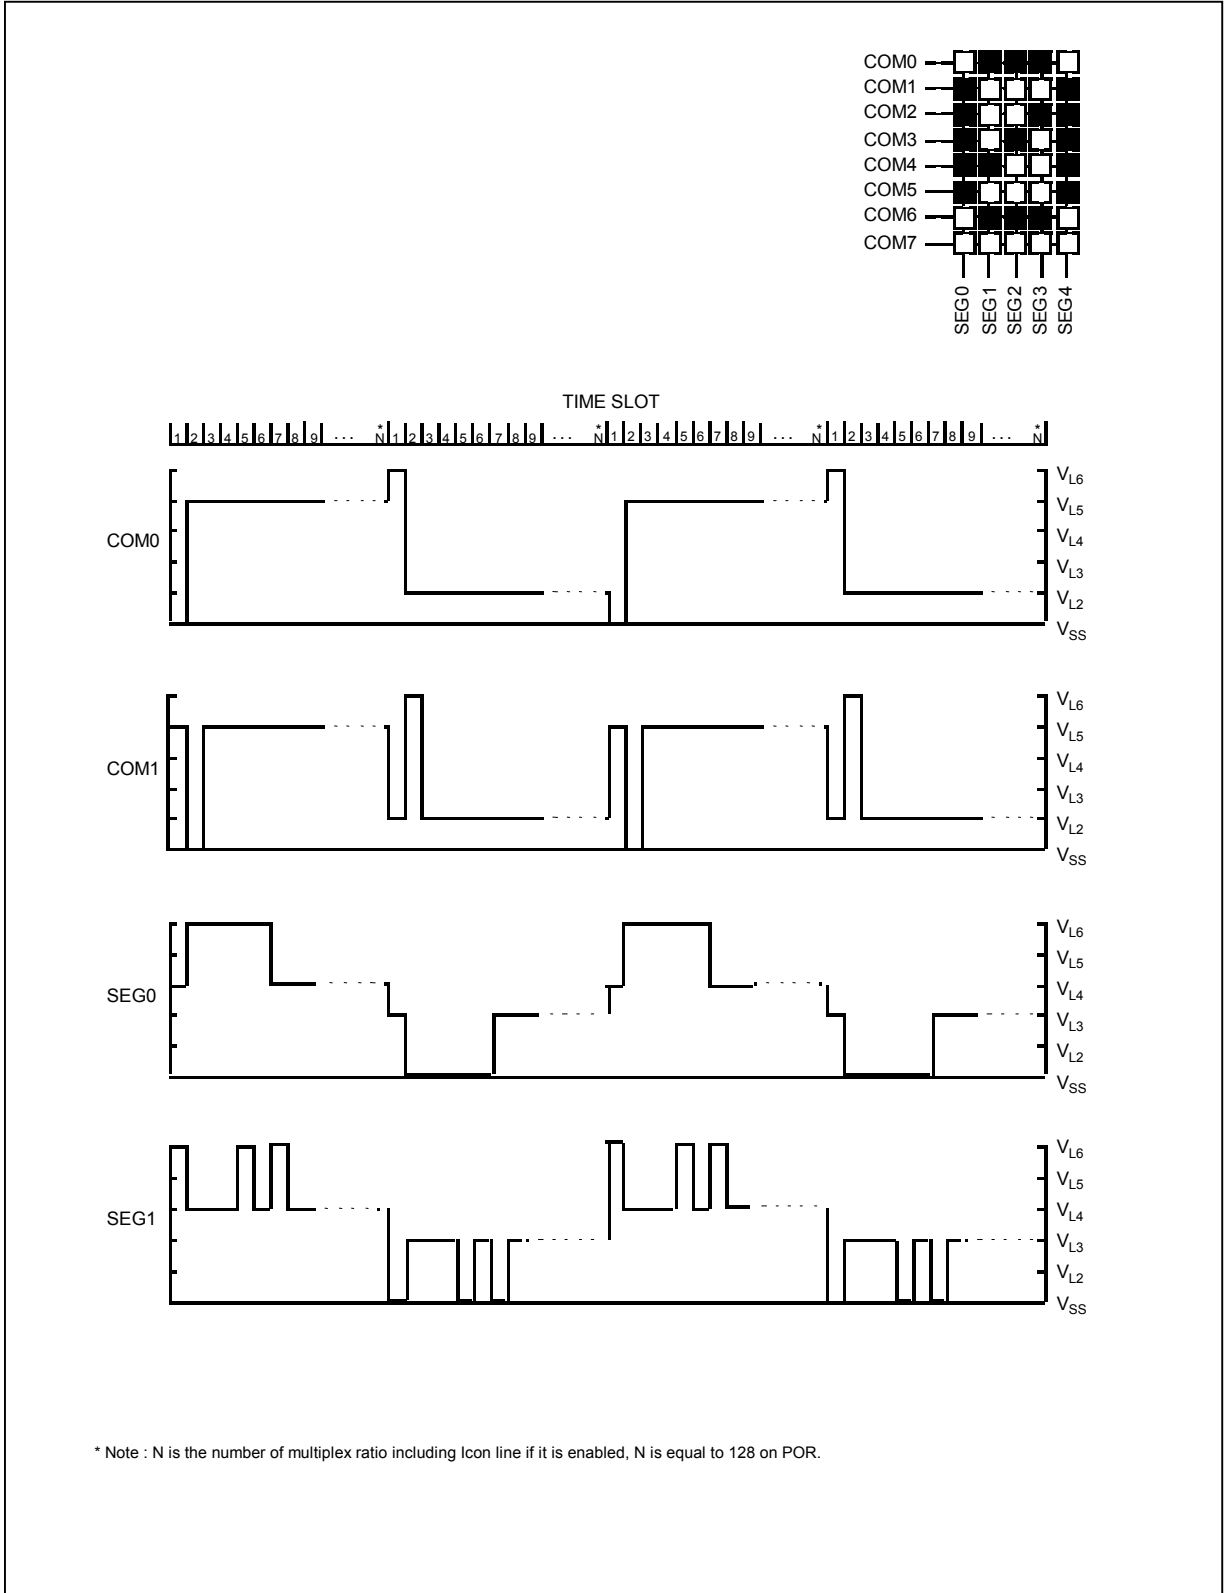 COM0
COM1
COM2
COM3
COM4
COM5
COM6
COM7
SEG0
SEG1
SEG2
SEG3
SEG4
TIME SLOT
1 2 3 4 5 6 7 8 9 ... *N 1 2 3 4 5 6 7 8 9 ... *N 1 2 3 4 5 6 7 8 9 ... *N 1 2 3 4 5 6 7 8 9 ... *N
COM0
VL6
VL5
VL4
VL3
VL2
VSS
COM1
VL6
VL5
VL4
VL3
VL2
VSS
SEG0
VL6
VL5
VL4
VL3
VL2
VSS
SEG1
VL6
VL5
VL4
VL3
VL2
VSS
* Note : N is the number of multiplex ratio including Icon line if it is enabled, N is equal to 128 on POR.